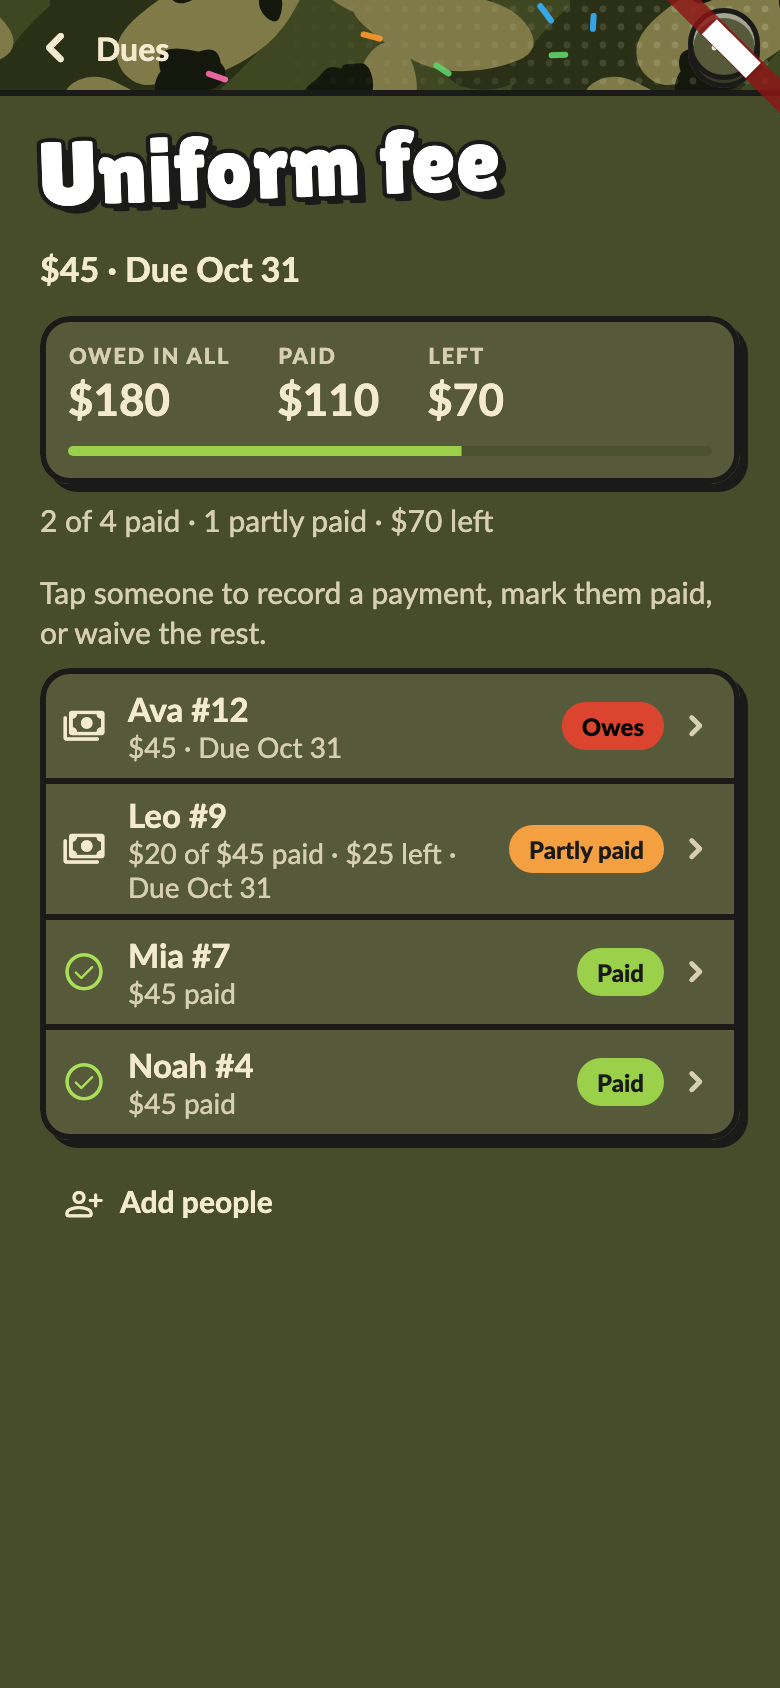 Dues
Uniform fee
$45 · Due Oct 31
OWED IN ALL PAID LEFT
$180 $110 $70
2 of 4 paid · 1 partly paid · $70 left
Tap someone to record a payment, mark them paid,
or waive the rest.
Ava #12
$45 · Due Oct 31
Owes
Leo #9
$20 of $45 paid · $25 left ·
Due Oct 31
Partly paid
Mia #7
$45 paid
Paid
Noah #4
$45 paid
Paid
Add people